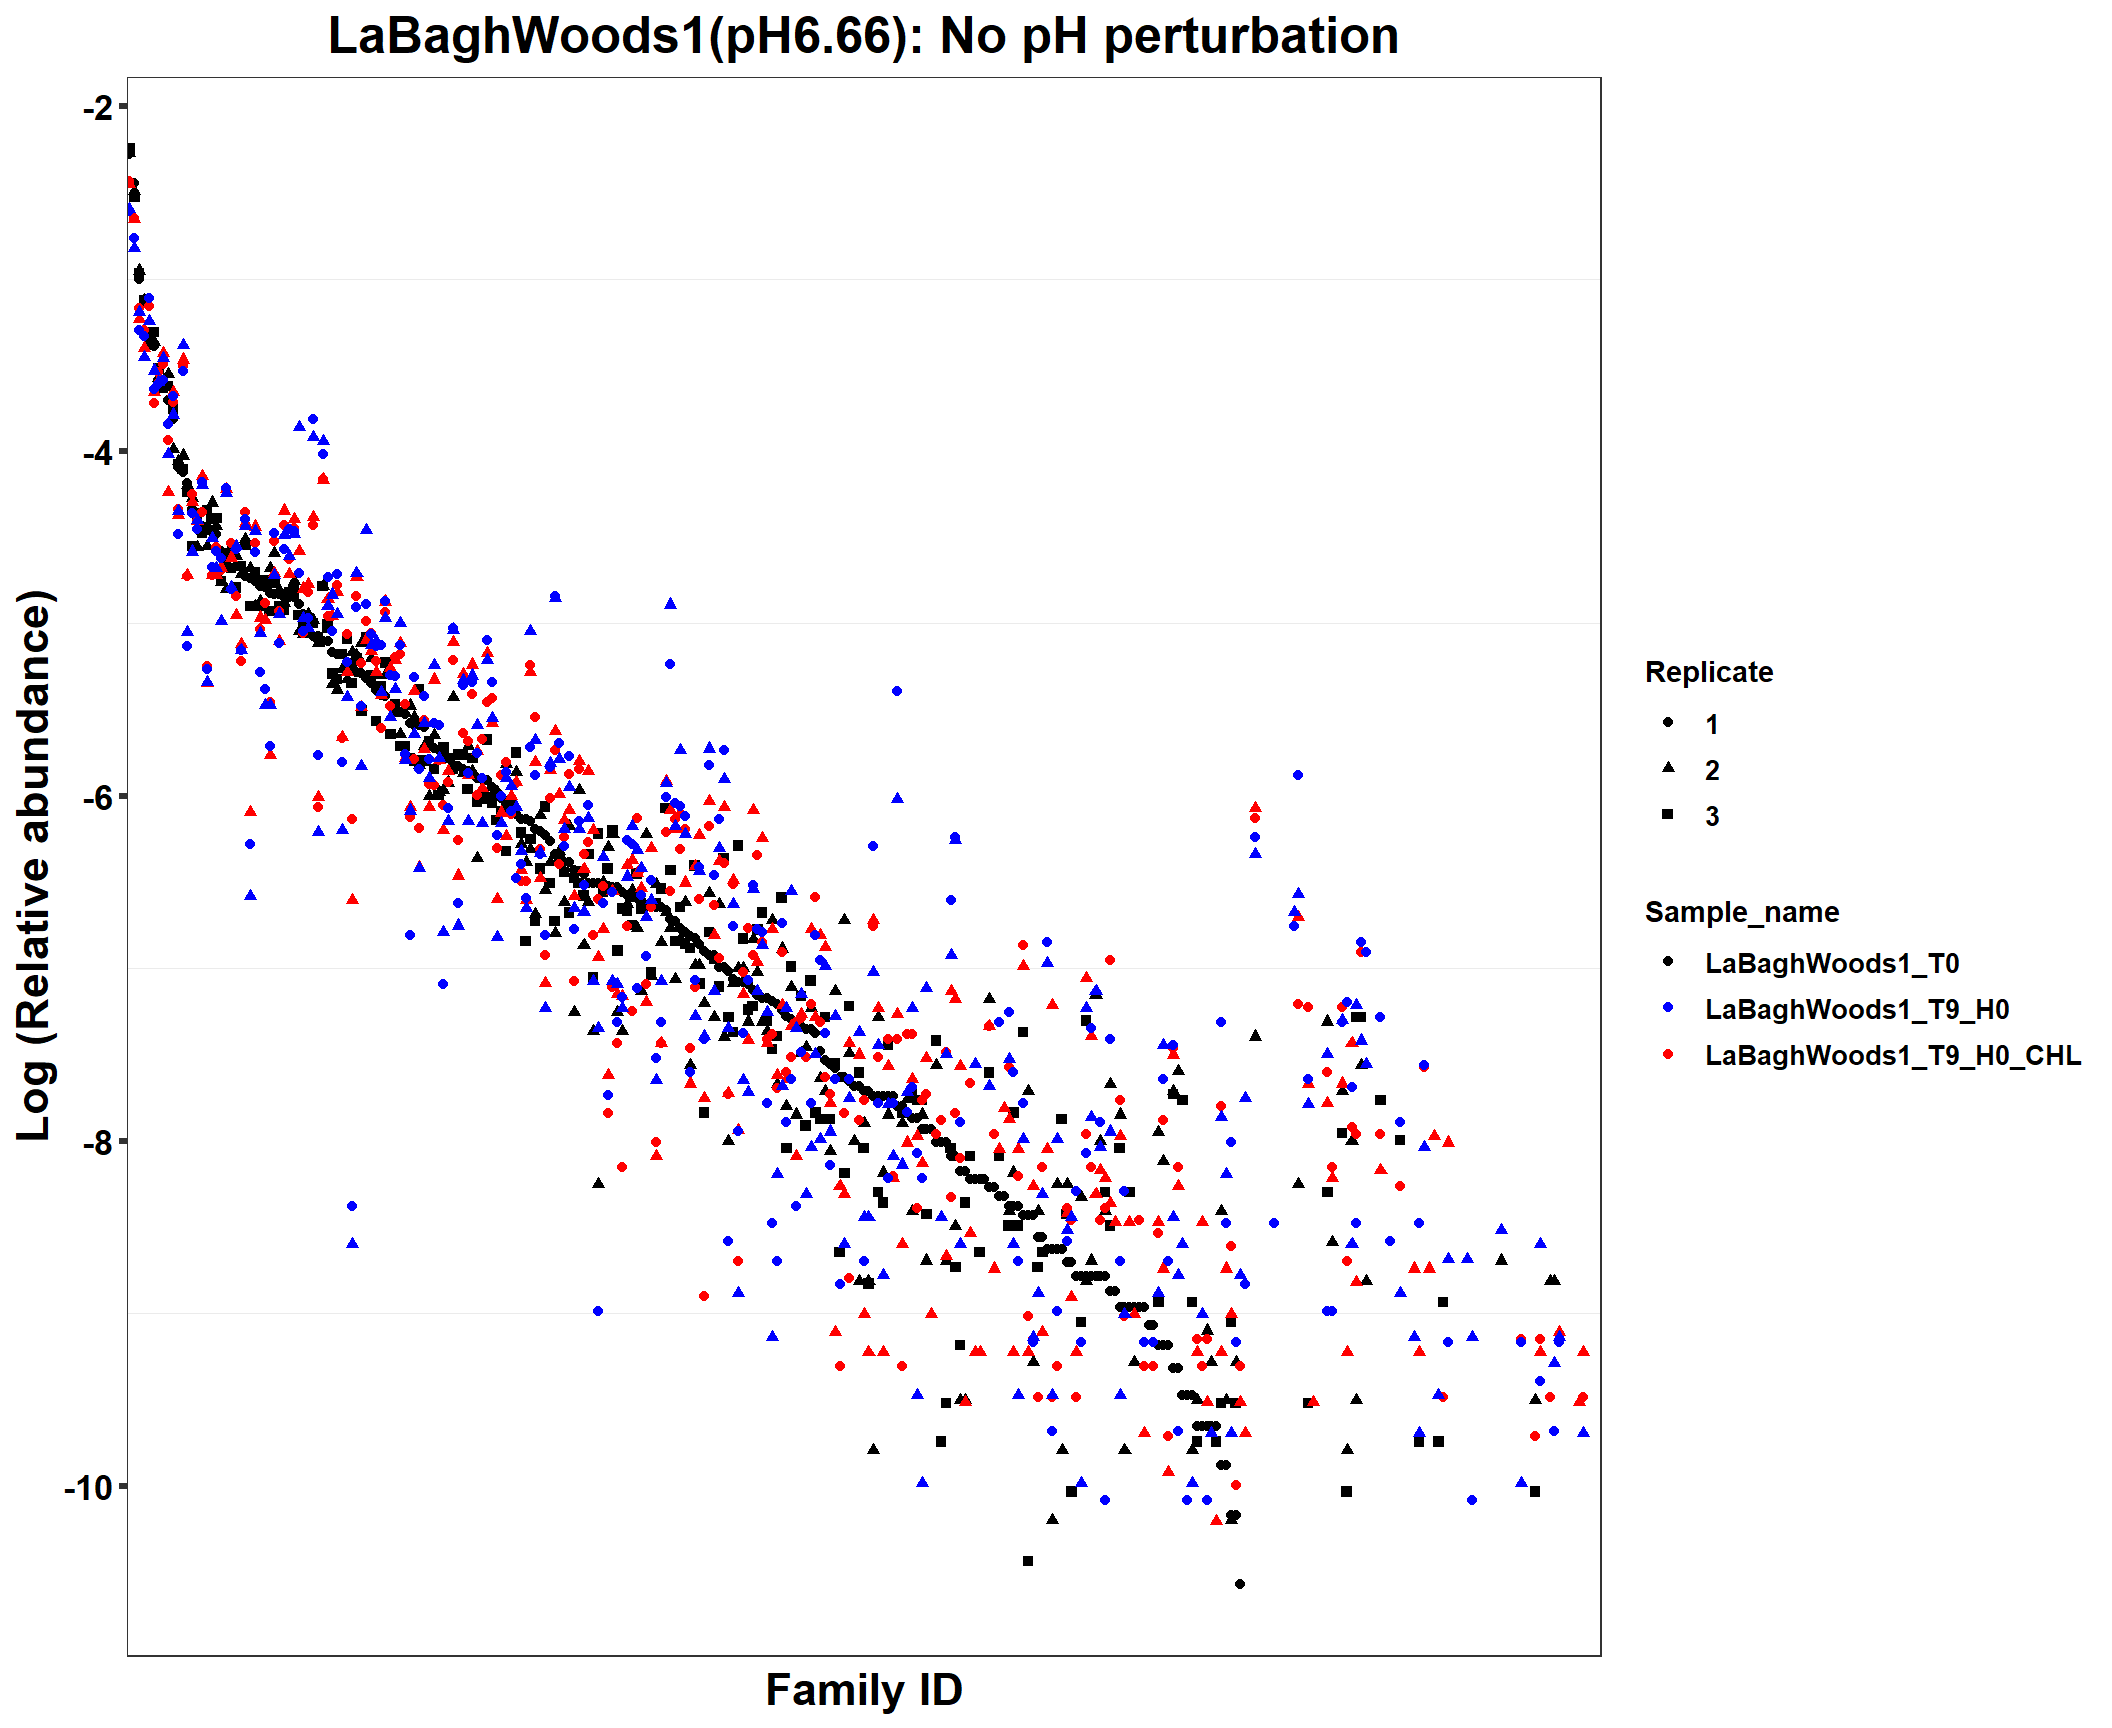 LaBaghWoods1(pH6.66): No pH perturbation
-2
-4
-6
-8
-10
Log (Relative abundance)
Family ID
Replicate
1
2
3
Sample_name
LaBaghWoods1_T0
LaBaghWoods1_T9_H0
LaBaghWoods1_T9_H0_CHL